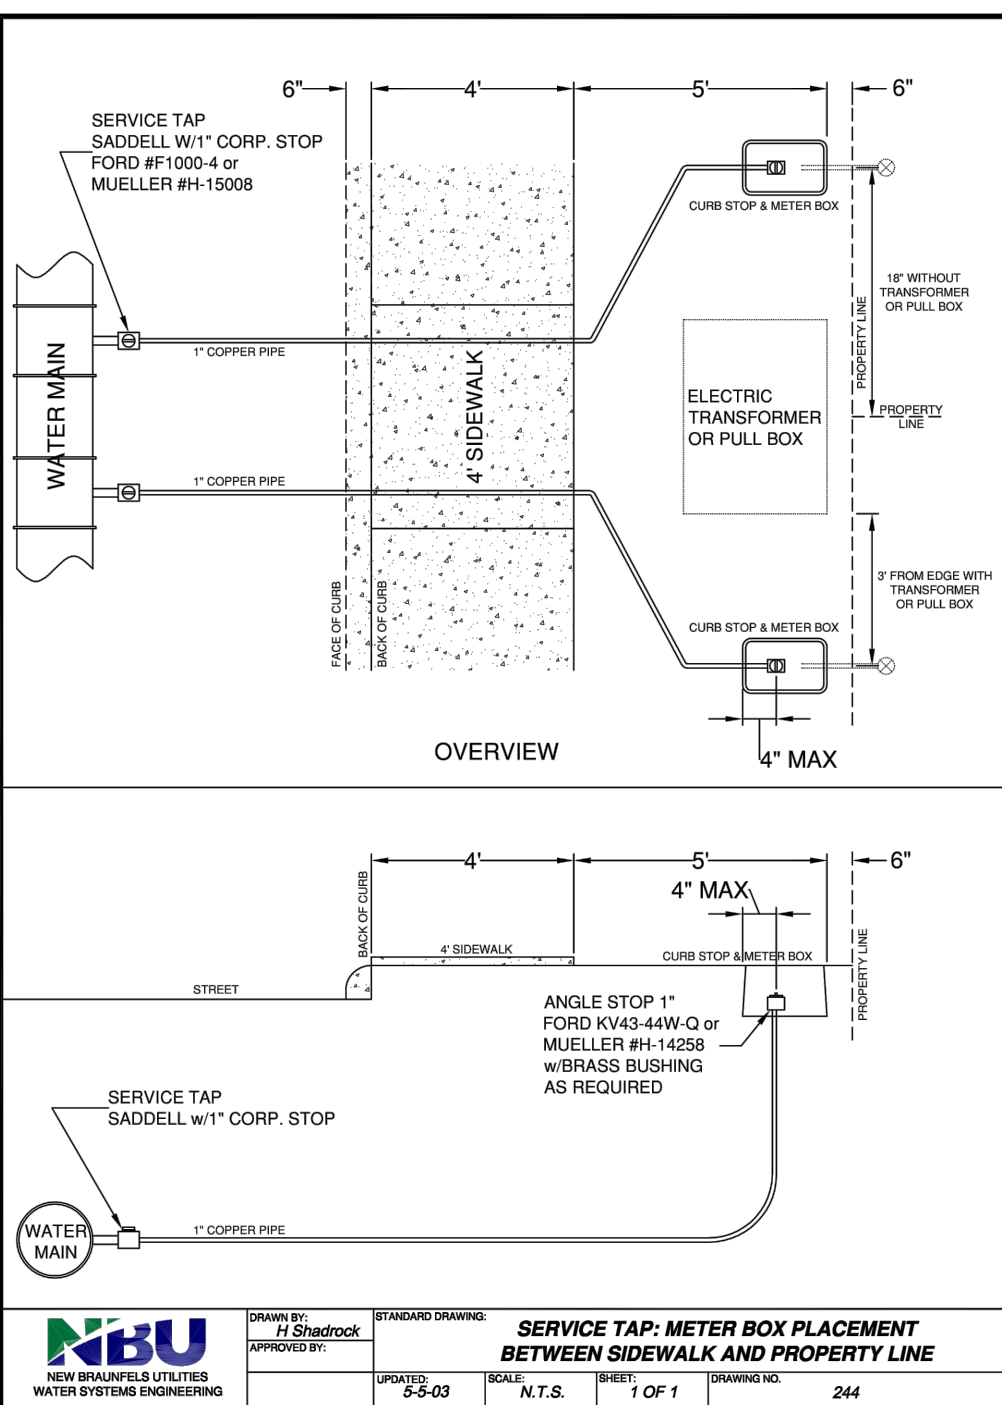 6"
4'
5'
6"
SERVICE TAP
SADDELL W/1" CORP. STOP
FORD #F1000-4 or
MUELLER #H-15008
CURB STOP & METER BOX
18" WITHOUT
TRANSFORMER
OR PULL BOX
PROPERTY LINE
1" COPPER PIPE
WATER MAIN
4' SIDEWALK
ELECTRIC
TRANSFORMER
OR PULL BOX
PROPERTY
LINE
1" COPPER PIPE
FACE OF CURB
BACK OF CURB
3' FROM EDGE WITH
TRANSFORMER
OR PULL BOX
CURB STOP & METER BOX
OVERVIEW
4" MAX
4'
5'
6"
4" MAX
BACK OF CURB
4' SIDEWALK
CURB STOP & METER BOX
PROPERTY LINE
STREET
ANGLE STOP 1"
FORD KV43-44W-Q or
MUELLER #H-14258
w/BRASS BUSHING
AS REQUIRED
SERVICE TAP
SADDELL w/1" CORP. STOP
WATER
MAIN
1" COPPER PIPE
NBU
NEW BRAUNFELS UTILITIES
WATER SYSTEMS ENGINEERING
DRAWN BY:
H Shadrock
APPROVED BY:
STANDARD DRAWING:
SERVICE TAP: METER BOX PLACEMENT
BETWEEN SIDEWALK AND PROPERTY LINE
UPDATED:
5-5-03
SCALE:
N.T.S.
SHEET:
1 OF 1
DRAWING NO.
244